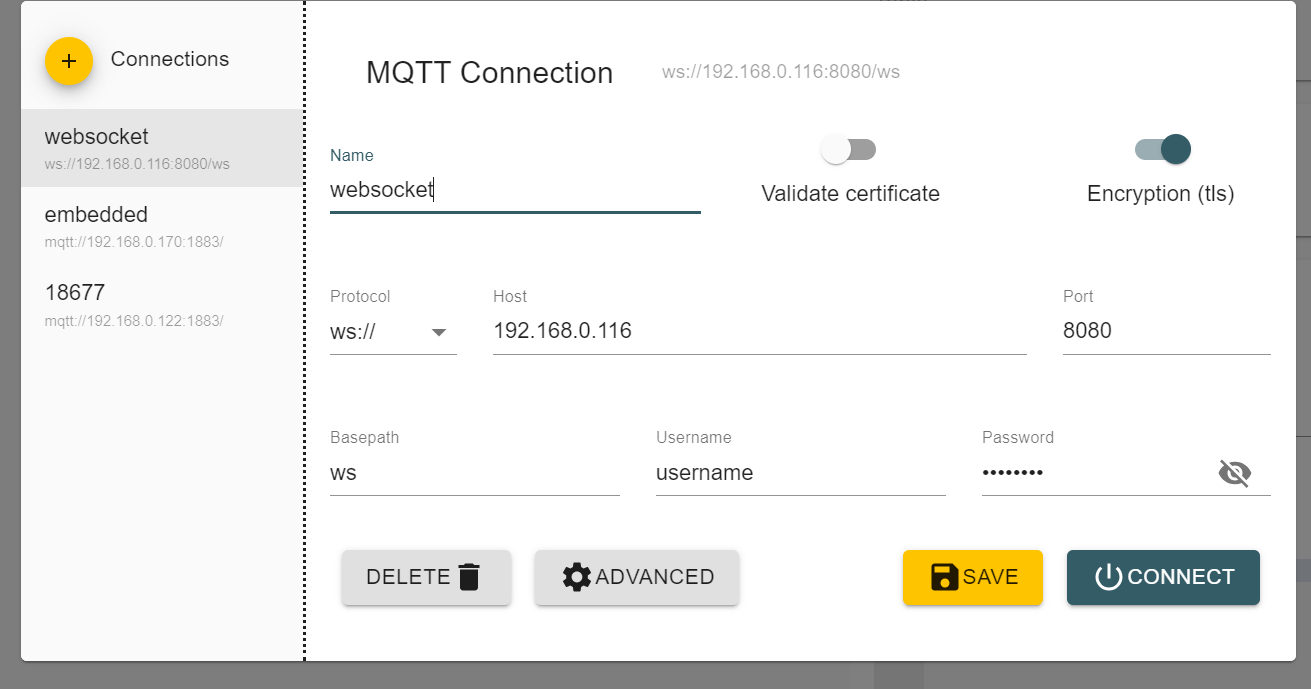 Connections
websocket
ws://192.168.0.116:8080/ws
embedded
mqtt://192.168.0.170:1883/
18677
mqtt://192.168.0.122:1883/
MQTT Connection
ws://192.168.0.116:8080/ws
Name
websocket
Validate certificate
Encryption (tls)
Protocol
ws://
Host
192.168.0.116
Port
8080
Basepath
ws
Username
username
Password
••••••••
DELETE
ADVANCED
SAVE
CONNECT